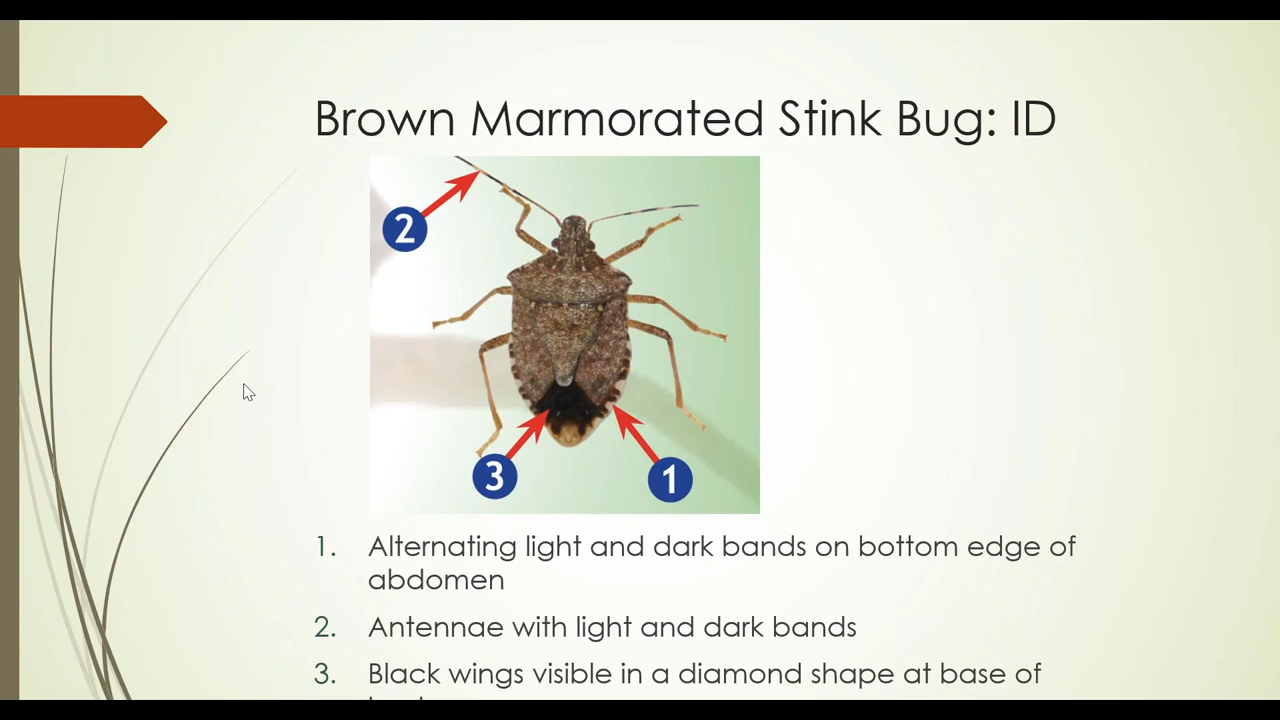 Brown Marmorated Stink Bug: ID
2
3
1
1. Alternating light and dark bands on bottom edge of
abdomen
2. Antennae with light and dark bands
3. Black wings visible in a diamond shape at base of